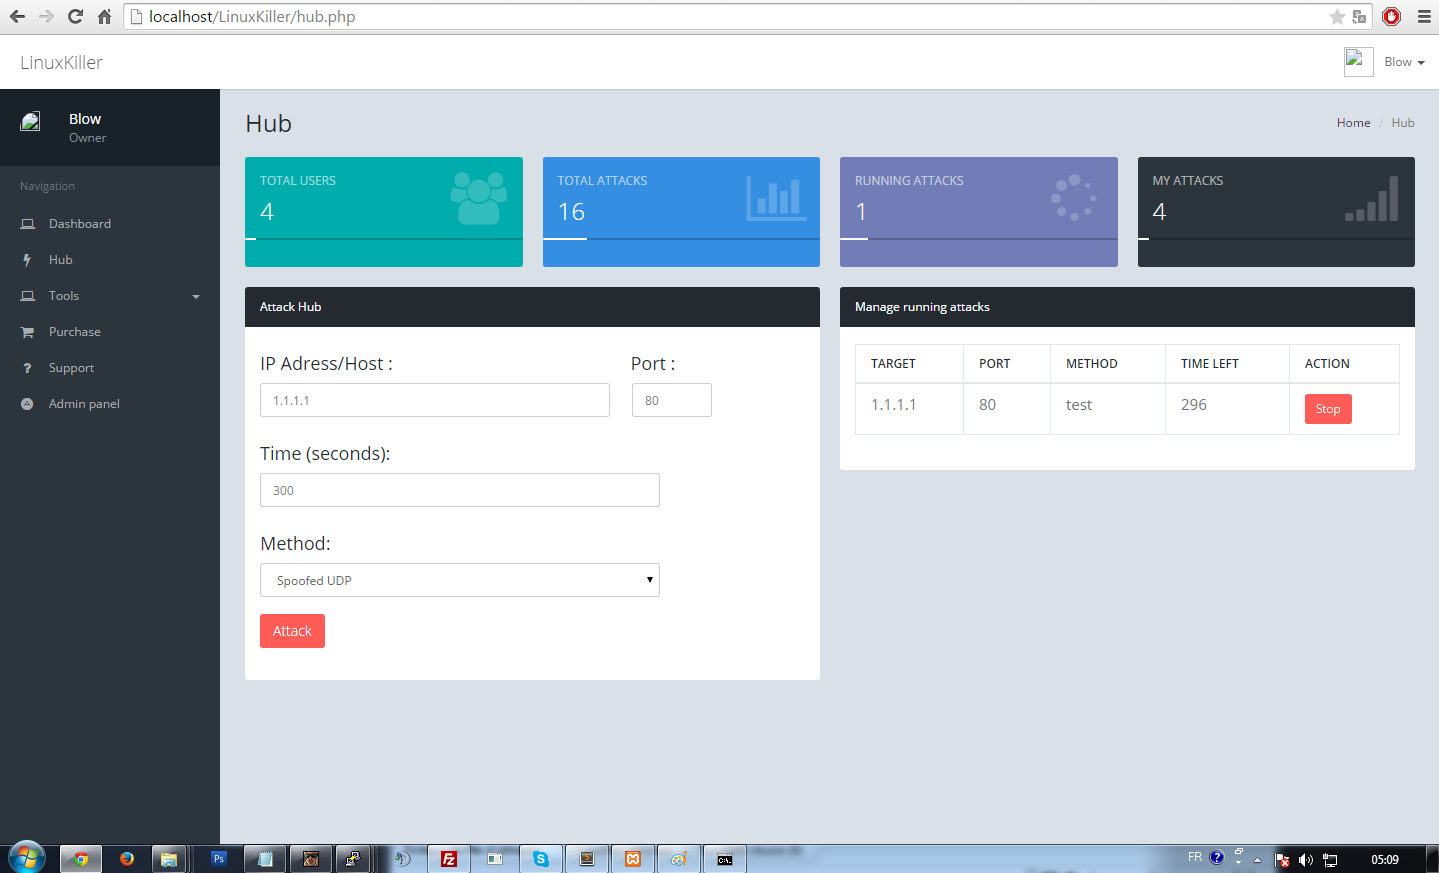 localhost/LinuxKiller/hub.php
LinuxKiller
Blow
Blow
Owner
Navigation
Dashboard
Hub
Tools
Purchase
Support
Admin panel
Hub
Home / Hub
TOTAL USERS
4
TOTAL ATTACKS
16
RUNNING ATTACKS
1
MY ATTACKS
4
Attack Hub
IP Adress/Host :
Port :
1.1.1.1
80
Time (seconds):
300
Method:
Spoofed UDP
Attack
Manage running attacks
TARGET PORT METHOD TIME LEFT ACTION
1.1.1.1 80 test 296 Stop
Ps
Fz
S
C:\.
FR
?
05:09